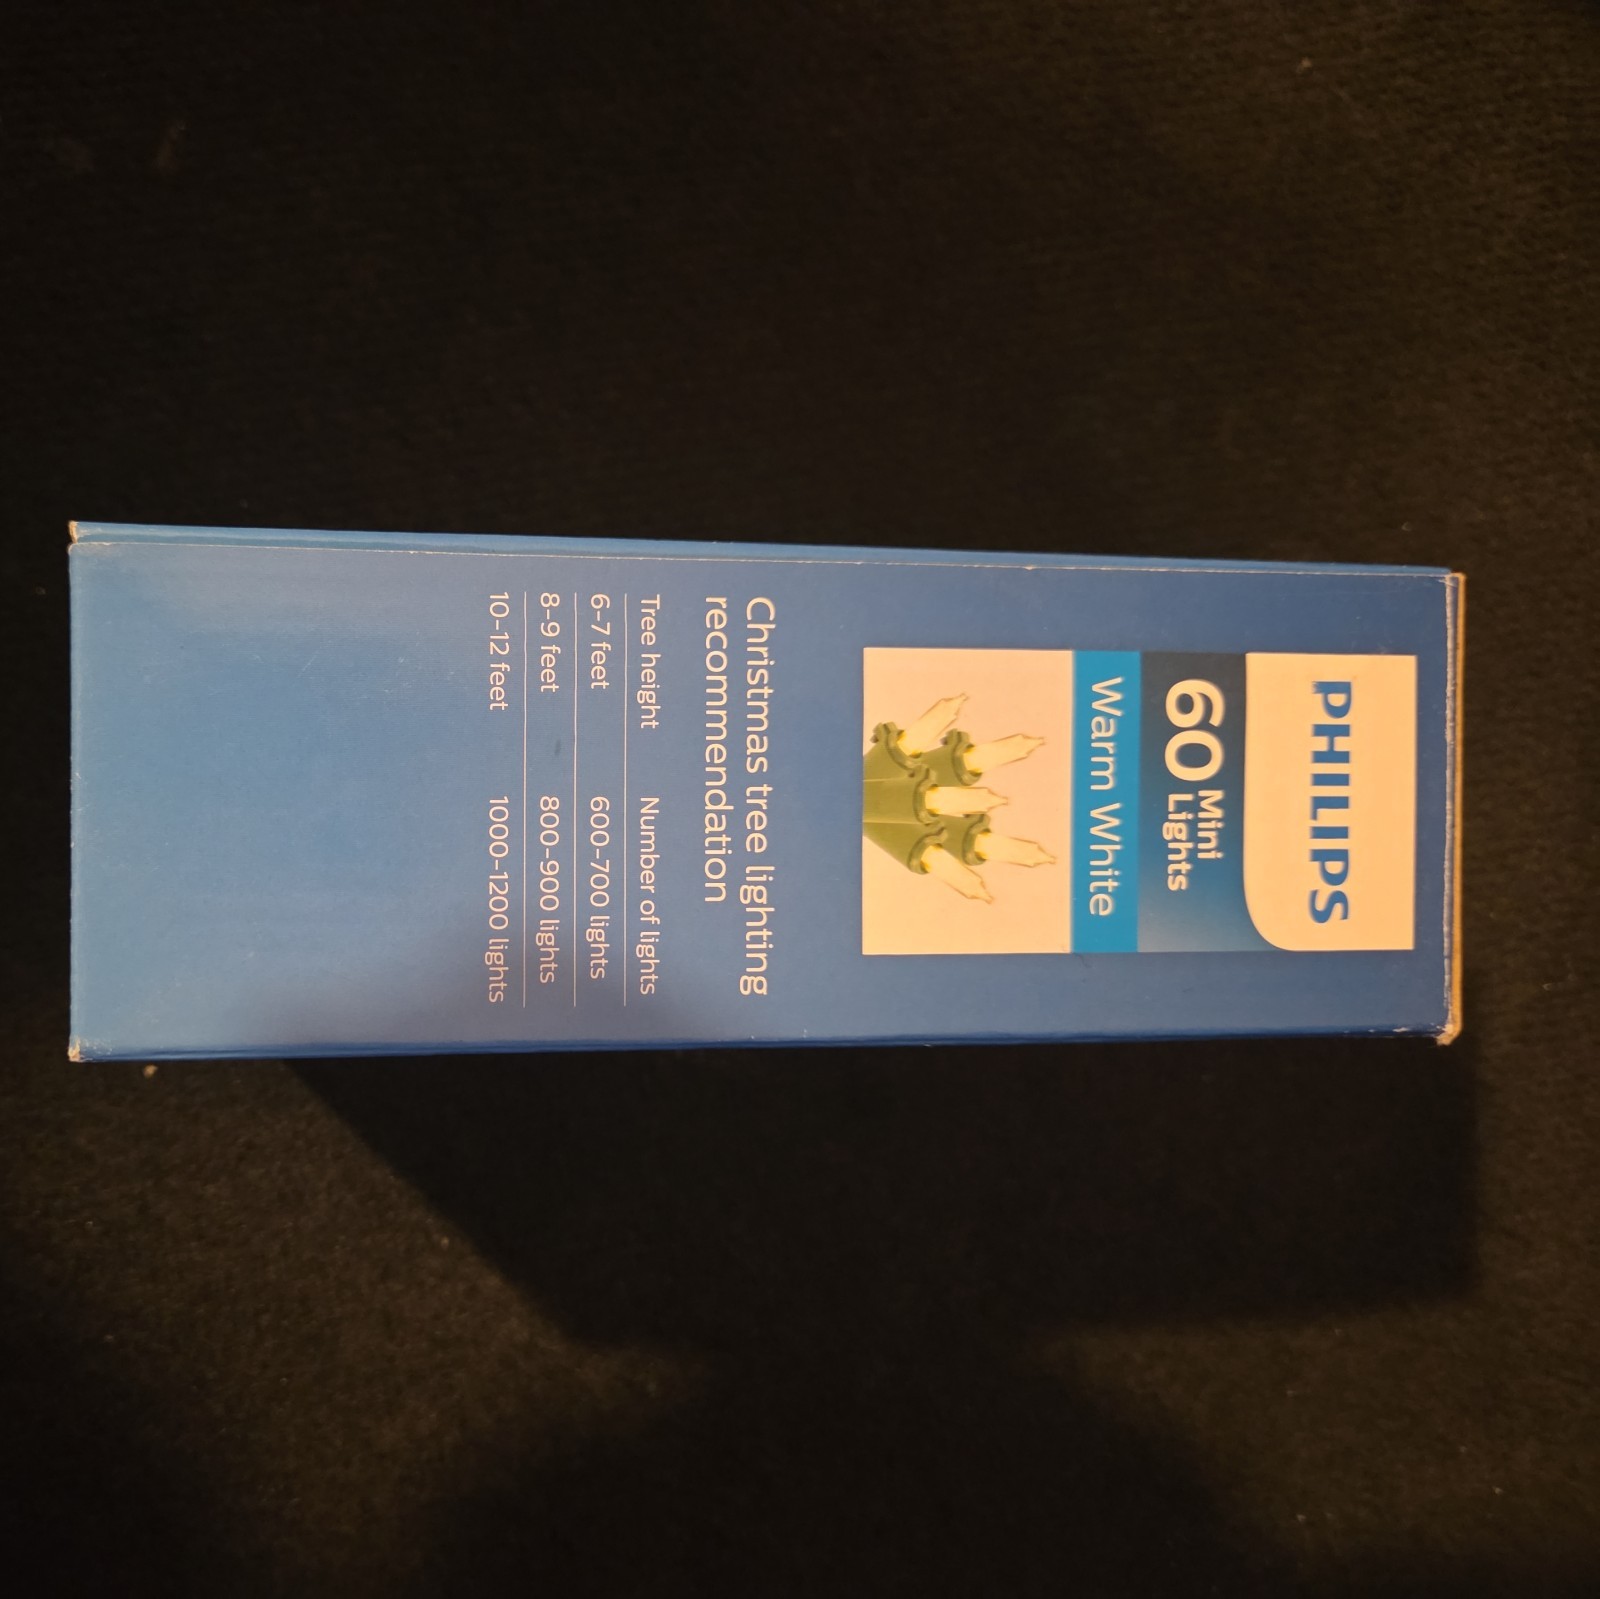 PHILIPS
60 Mini
Lights
Warm White
Christmas tree lighting
recommendation
Tree height Number of lights
6-7 feet 600-700 lights
8-9 feet 800-900 lights
10-12 feet 1000-1200 lights